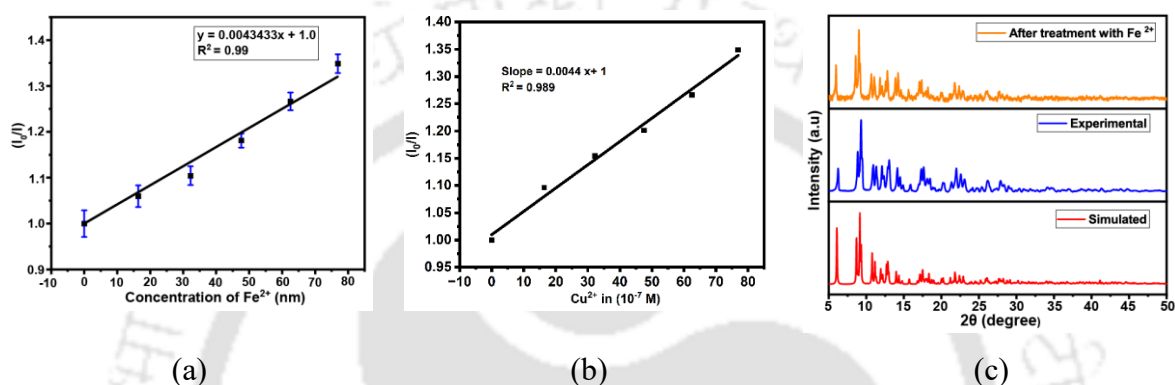 y = 0.0043433x + 1.0
R² = 0.99
1.4
1.3
1.2
1.1
1.0
0.9
(I₀/I)
0 10 20 30 40 50 60 70 80
Concentration of Fe²⁺ (nm)
(a)
Slope = 0.0044 x+ 1
R² = 0.989
1.40
1.35
1.30
1.25
1.20
1.15
1.10
1.05
1.00
0.95
(I₀/I)
-10 0 10 20 30 40 50 60 70 80
Cu²⁺ in (10⁻⁷ M)
(b)
After treatment with Fe ²⁺
Experimental
Simulated
Intensity (a.u)
5 10 15 20 25 30 35 40 45 50
2θ (degree)
(c)